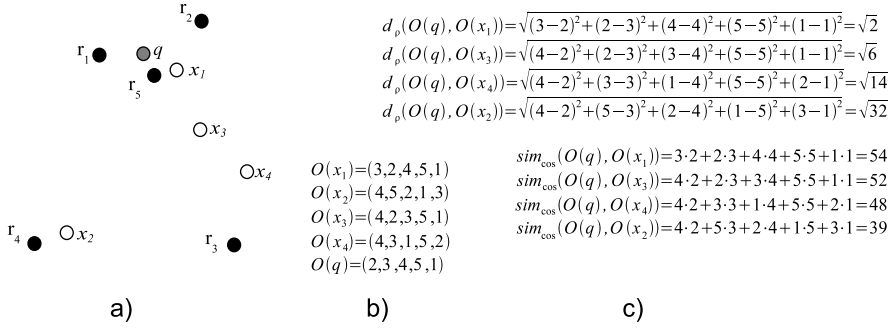 r₂
r₁ q
r₅ x₁
x₃
x₄
r₄ x₂ r₃
a)
O(x₁)=(3,2,4,5,1)
O(x₂)=(4,5,2,1,3)
O(x₃)=(4,2,3,5,1)
O(x₄)=(4,3,1,5,2)
O(q)=(2,3,4,5,1)
b)
d_ρ(O(q),O(x₁))=√((3−2)²+(2−3)²+(4−4)²+(5−5)²+(1−1)²)=√2
d_ρ(O(q),O(x₃))=√((4−2)²+(2−3)²+(3−4)²+(5−5)²+(1−1)²)=√6
d_ρ(O(q),O(x₄))=√((4−2)²+(3−3)²+(1−4)²+(5−5)²+(2−1)²)=√14
d_ρ(O(q),O(x₂))=√((4−2)²+(5−3)²+(2−4)²+(1−5)²+(3−1)²)=√32
sim_cos(O(q),O(x₁))=3·2+2·3+4·4+5·5+1·1=54
sim_cos(O(q),O(x₃))=4·2+2·3+3·4+5·5+1·1=52
sim_cos(O(q),O(x₄))=4·2+3·3+1·4+5·5+2·1=48
sim_cos(O(q),O(x₂))=4·2+5·3+2·4+1·5+3·1=39
c)